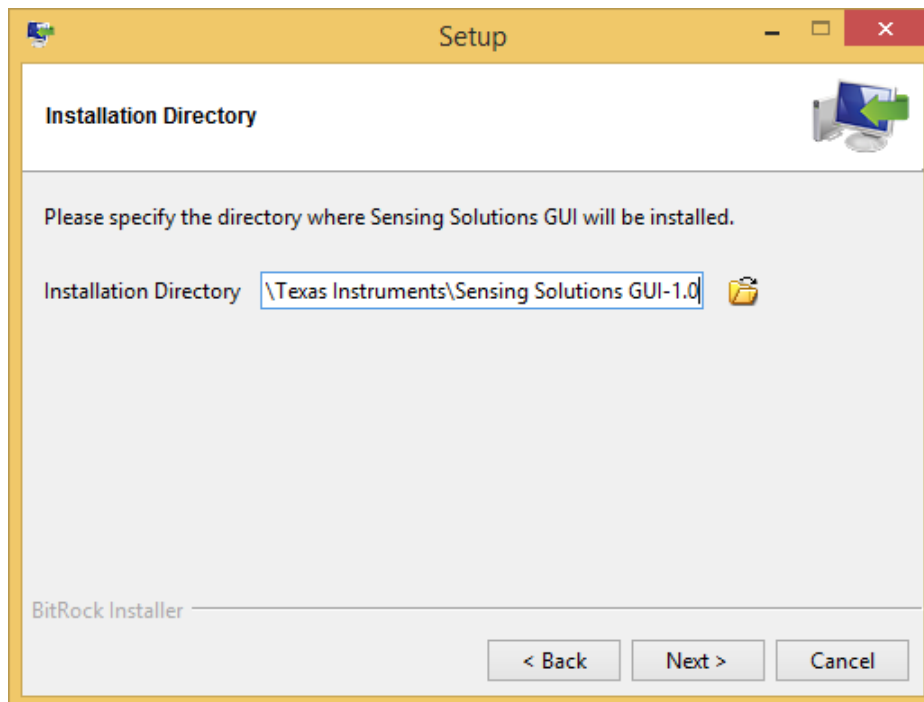 Setup
Installation Directory
Please specify the directory where Sensing Solutions GUI will be installed.
Installation Directory \Texas Instruments\Sensing Solutions GUI-1.0
BitRock Installer
< Back Next > Cancel